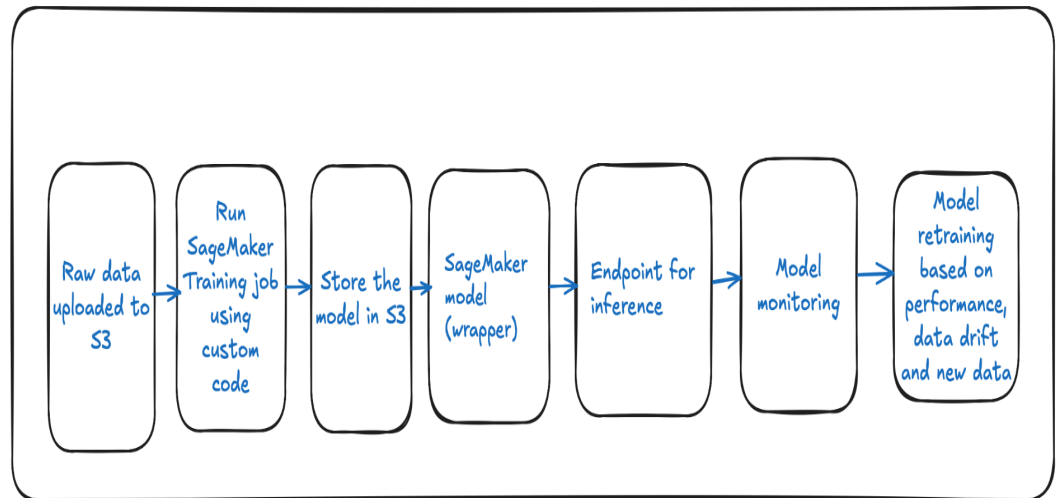 Raw data
uploaded to
S3
Run
SageMaker
Training job
using
custom
code
Store the
model in S3
SageMaker
model
(wrapper)
Endpoint for
inference
Model
monitoring
Model
retraining
based on
performance,
data drift
and new data